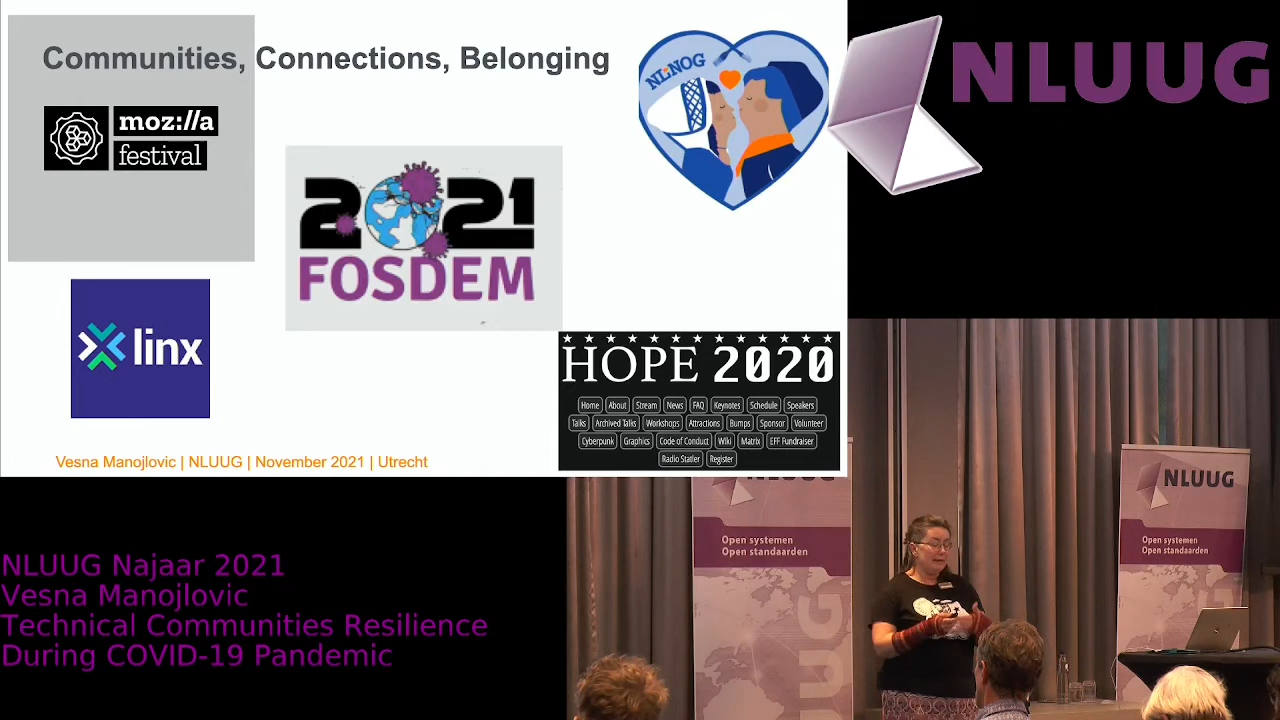 Communities, Connections, Belonging
moz://a
festival
NLNOG
NLUUG
2021
FOSDEM
linx
HOPE 2020
Home About Stream News FAQ Keynotes Schedule Speakers
Talks Archived Talks Workshops Attractions Bumps Sponsor Volunteer
Cyberpunk Graphics Code of Conduct Wiki Matrix EFF Fundraiser
Radio Statler Register
Vesna Manojlovic | NLUUG | November 2021 | Utrecht
NLUUG Najaar 2021
Vesna Manojlovic
Technical Communities Resilience
During COVID-19 Pandemic
NLUUG
Open systemen
Open standaarden
NLUUG
NLUUG
Open systemen
Open standaarden